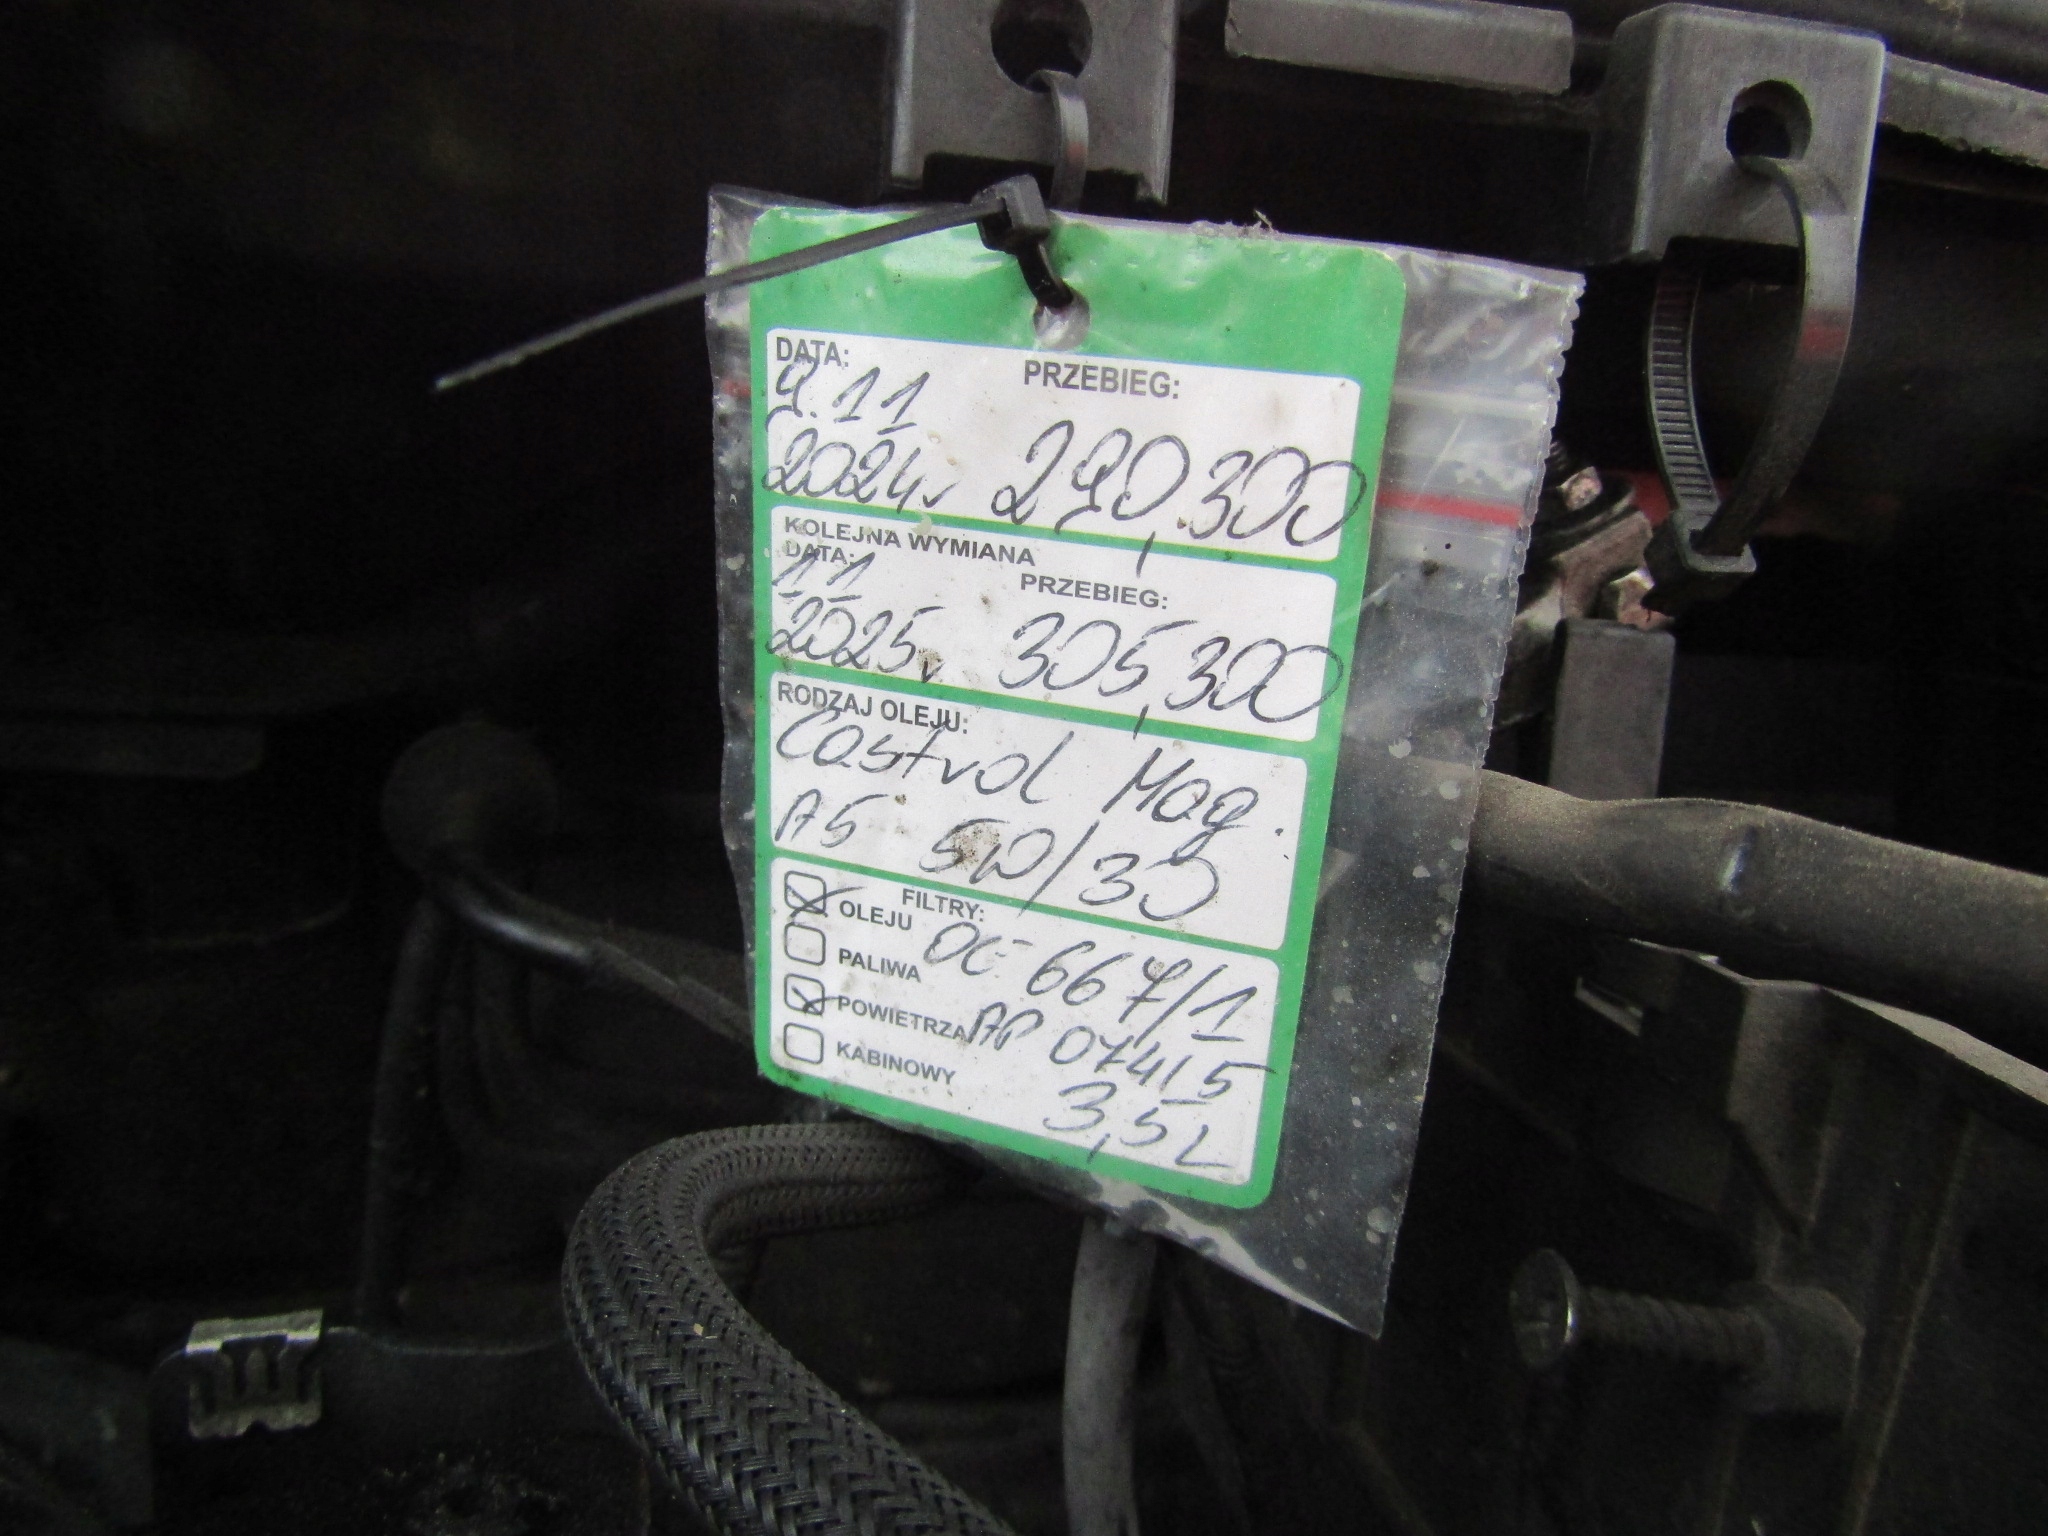 DATA: PRZEBIEG:
9.11
2024r 290,300
KOLEJNA WYMIANA
DATA: PRZEBIEG:
11
2025r 305,300
RODZAJ OLEJU:
Castrol Mag.
A5 5W/30
FILTRY:
OLEJU OC-667/1
PALIWA
POWIETRZA AP 074/5
KABINOWY 3,5L